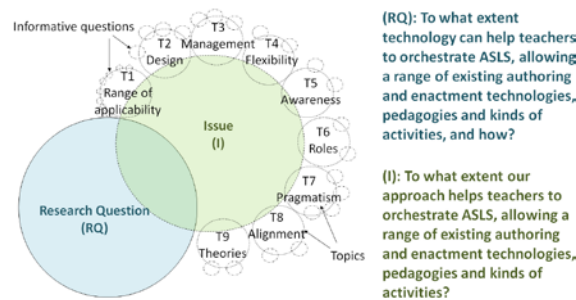 Informative questions
T1
Range of
applicability
T2
Design
T3
Management
T4
Flexibility
T5
Awareness
T6
Roles
T7
Pragmatism
T8
Alignment
T9
Theories
Topics
Issue
(I)
Research Question
(RQ)
(RQ): To what extent
technology can help teachers
to orchestrate ASLS, allowing
a range of existing authoring
and enactment technologies,
pedagogies and kinds of
activities, and how?
(I): To what extent our
approach helps teachers to
orchestrate ASLS, allowing a
range of existing authoring
and enactment technologies,
pedagogies and kinds of
activities?